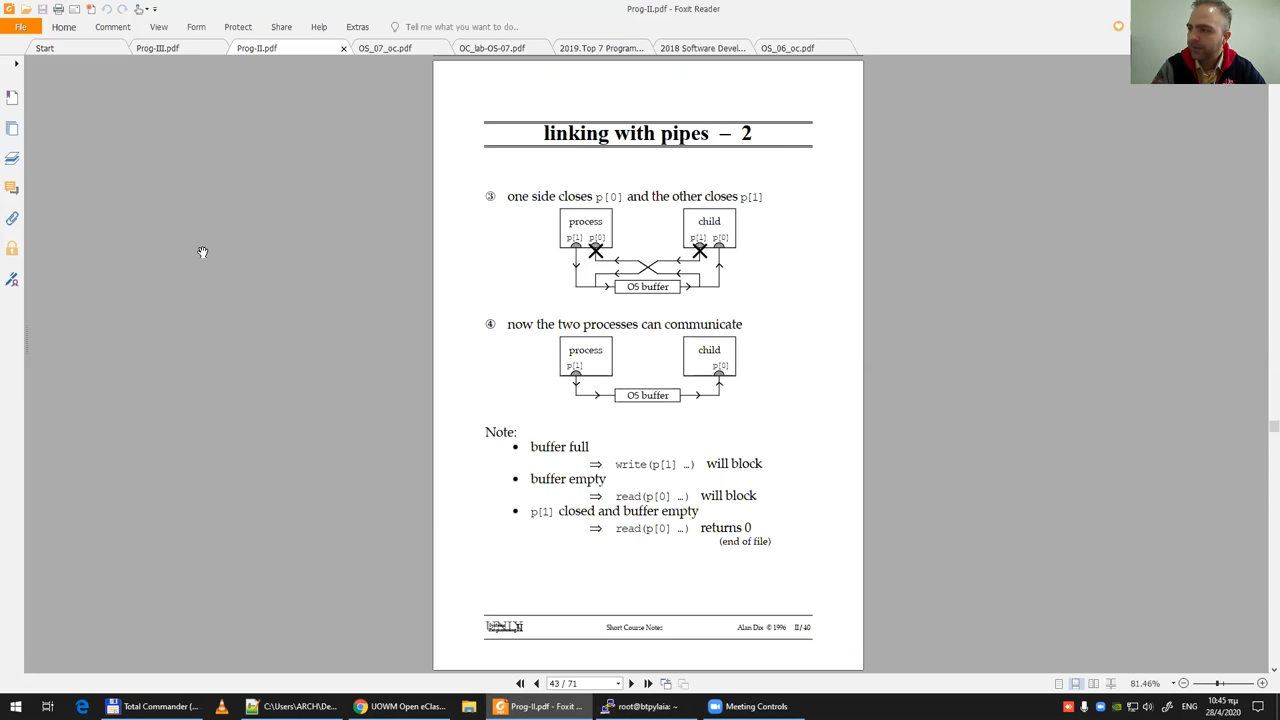 Prog-II.pdf - Foxit Reader
File Home Comment View Form Protect Share Help Extras Tell me what you want to do...
Start Prog-III.pdf Prog-II.pdf OS_07_oc.pdf OC_lab-OS-07.pdf 2019.Top 7 Program... 2018 Software Devel... OS_06_oc.pdf
linking with pipes – 2
③ one side closes p[0] and the other closes p[1]
process child
p[1] p[0] p[1] p[0]
OS buffer
④ now the two processes can communicate
process child
p[1] p[0]
OS buffer
Note:
• buffer full
⇒ write(p[1] …) will block
• buffer empty
⇒ read(p[0] …) will block
• p[1] closed and buffer empty
⇒ read(p[0] …) returns 0
(end of file)
Short Course Notes Alan Dix © 1996 II/40
43 / 71 81.46%
Total Commander (... C:\Users\ARCH\De... UOWM Open eClas... Prog-II.pdf - Foxit ... root@btpylaia: ~ Meeting Controls ENG 10:45 πμ
28/4/2020